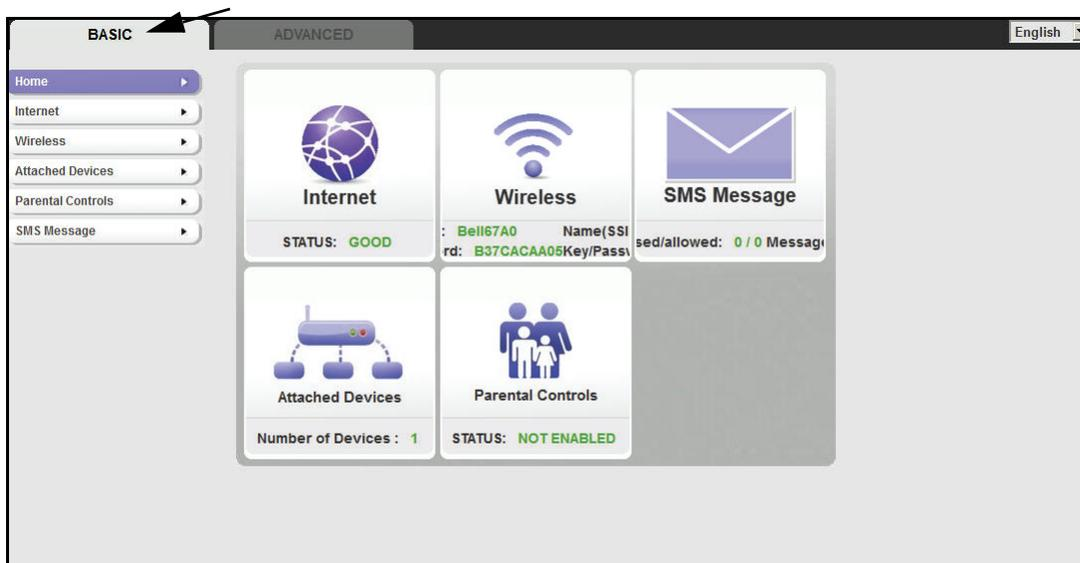 BASIC
ADVANCED
English
Home
Internet
Wireless
Attached Devices
Parental Controls
SMS Message
Internet
STATUS: GOOD
Wireless
: Bell67A0 Name(SSI
rd: B37CACAA05Key/Passw
SMS Message
sed/allowed: 0 / 0 Message
Attached Devices
Number of Devices : 1
Parental Controls
STATUS: NOT ENABLED